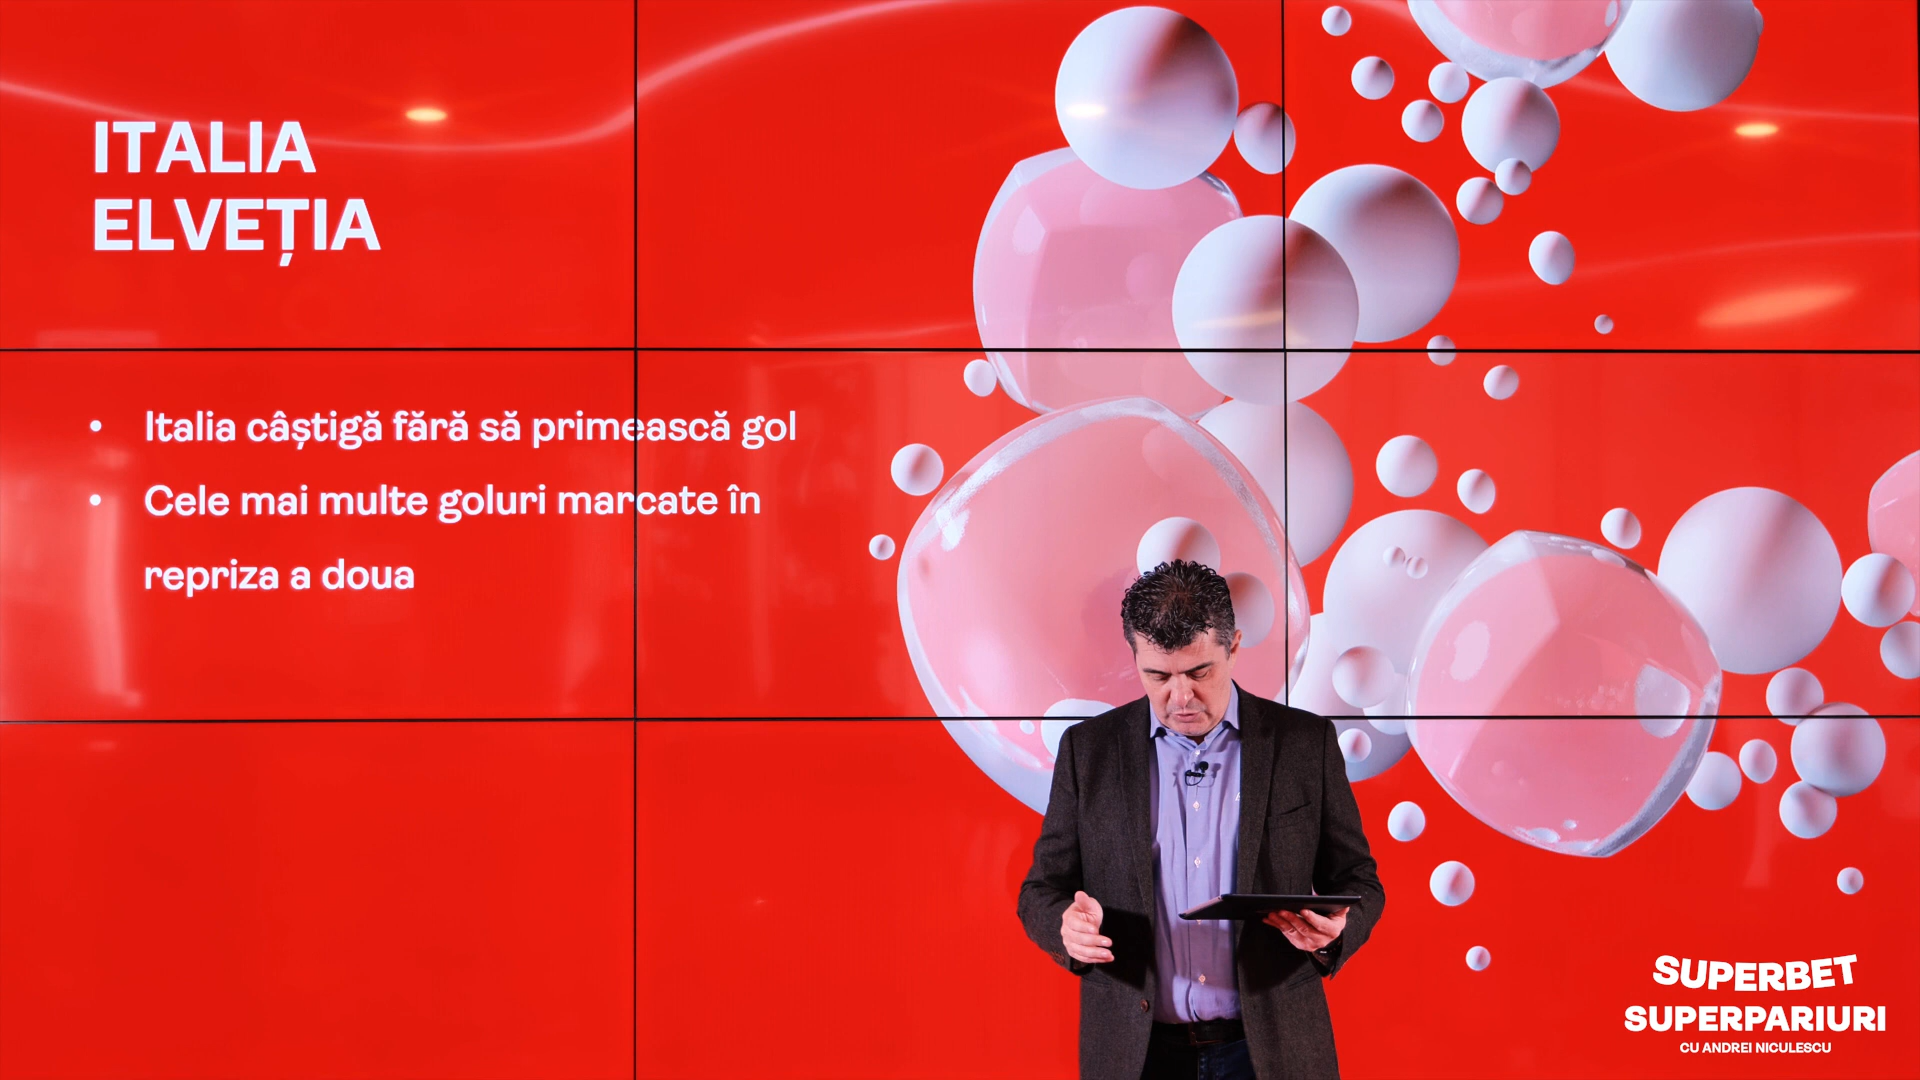 ITALIA
ELVEȚIA
• Italia câștigă fără să primească gol
• Cele mai multe goluri marcate în
repriza a doua
SUPERBET
SUPERPARIURI
CU ANDREI NICULESCU